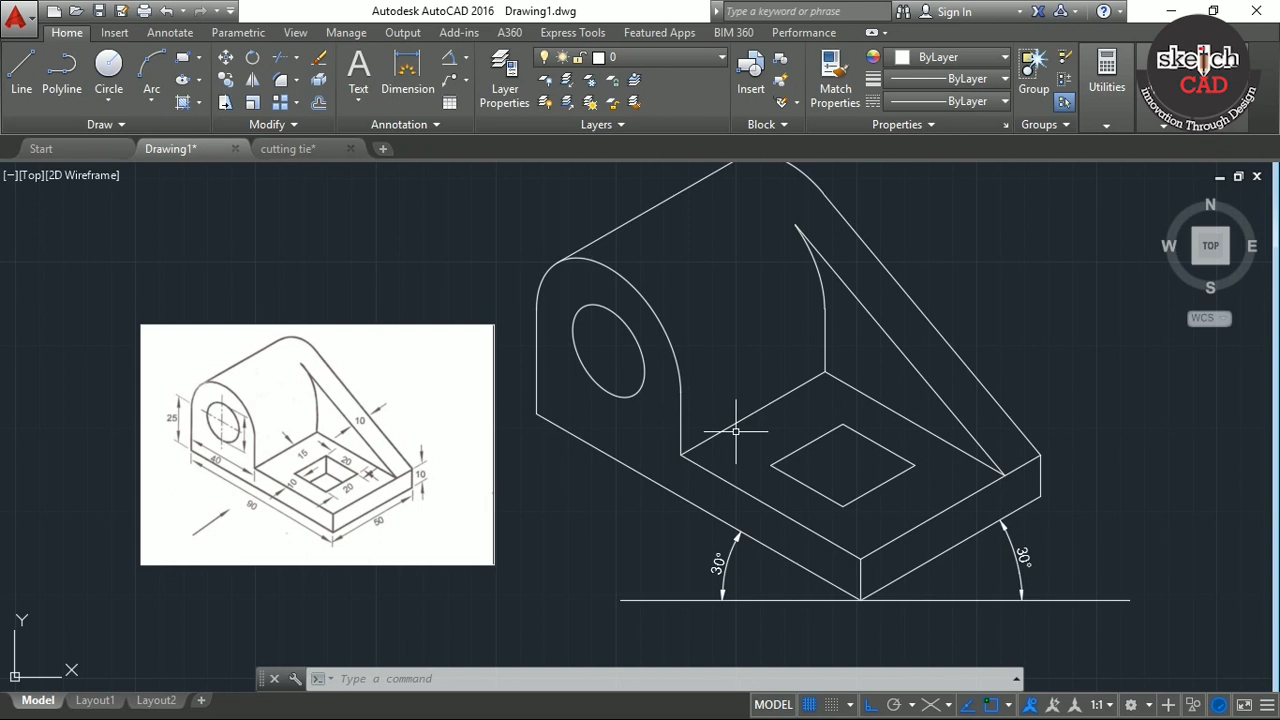 Autodesk AutoCAD 2016 Drawing1.dwg
Type a keyword or phrase
Sign In
Home Insert Annotate Parametric View Manage Output Add-ins A360 Express Tools Featured Apps BIM 360 Performance
Line Polyline Circle Arc
Text Dimension
Layer Properties
0
Insert
Match Properties
ByLayer
ByLayer
ByLayer
Group
Utilities
Draw Modify Annotation Layers Block Properties Groups
sketch
CAD
Innovation Through Design
Start Drawing1* cutting tie*
[−][Top][2D Wireframe]
N
W TOP E
S
WCS
25
40
90
15
20
10
10
10
20
50
30°
30°
Y
X
Type a command
Model Layout1 Layout2
MODEL
1:1